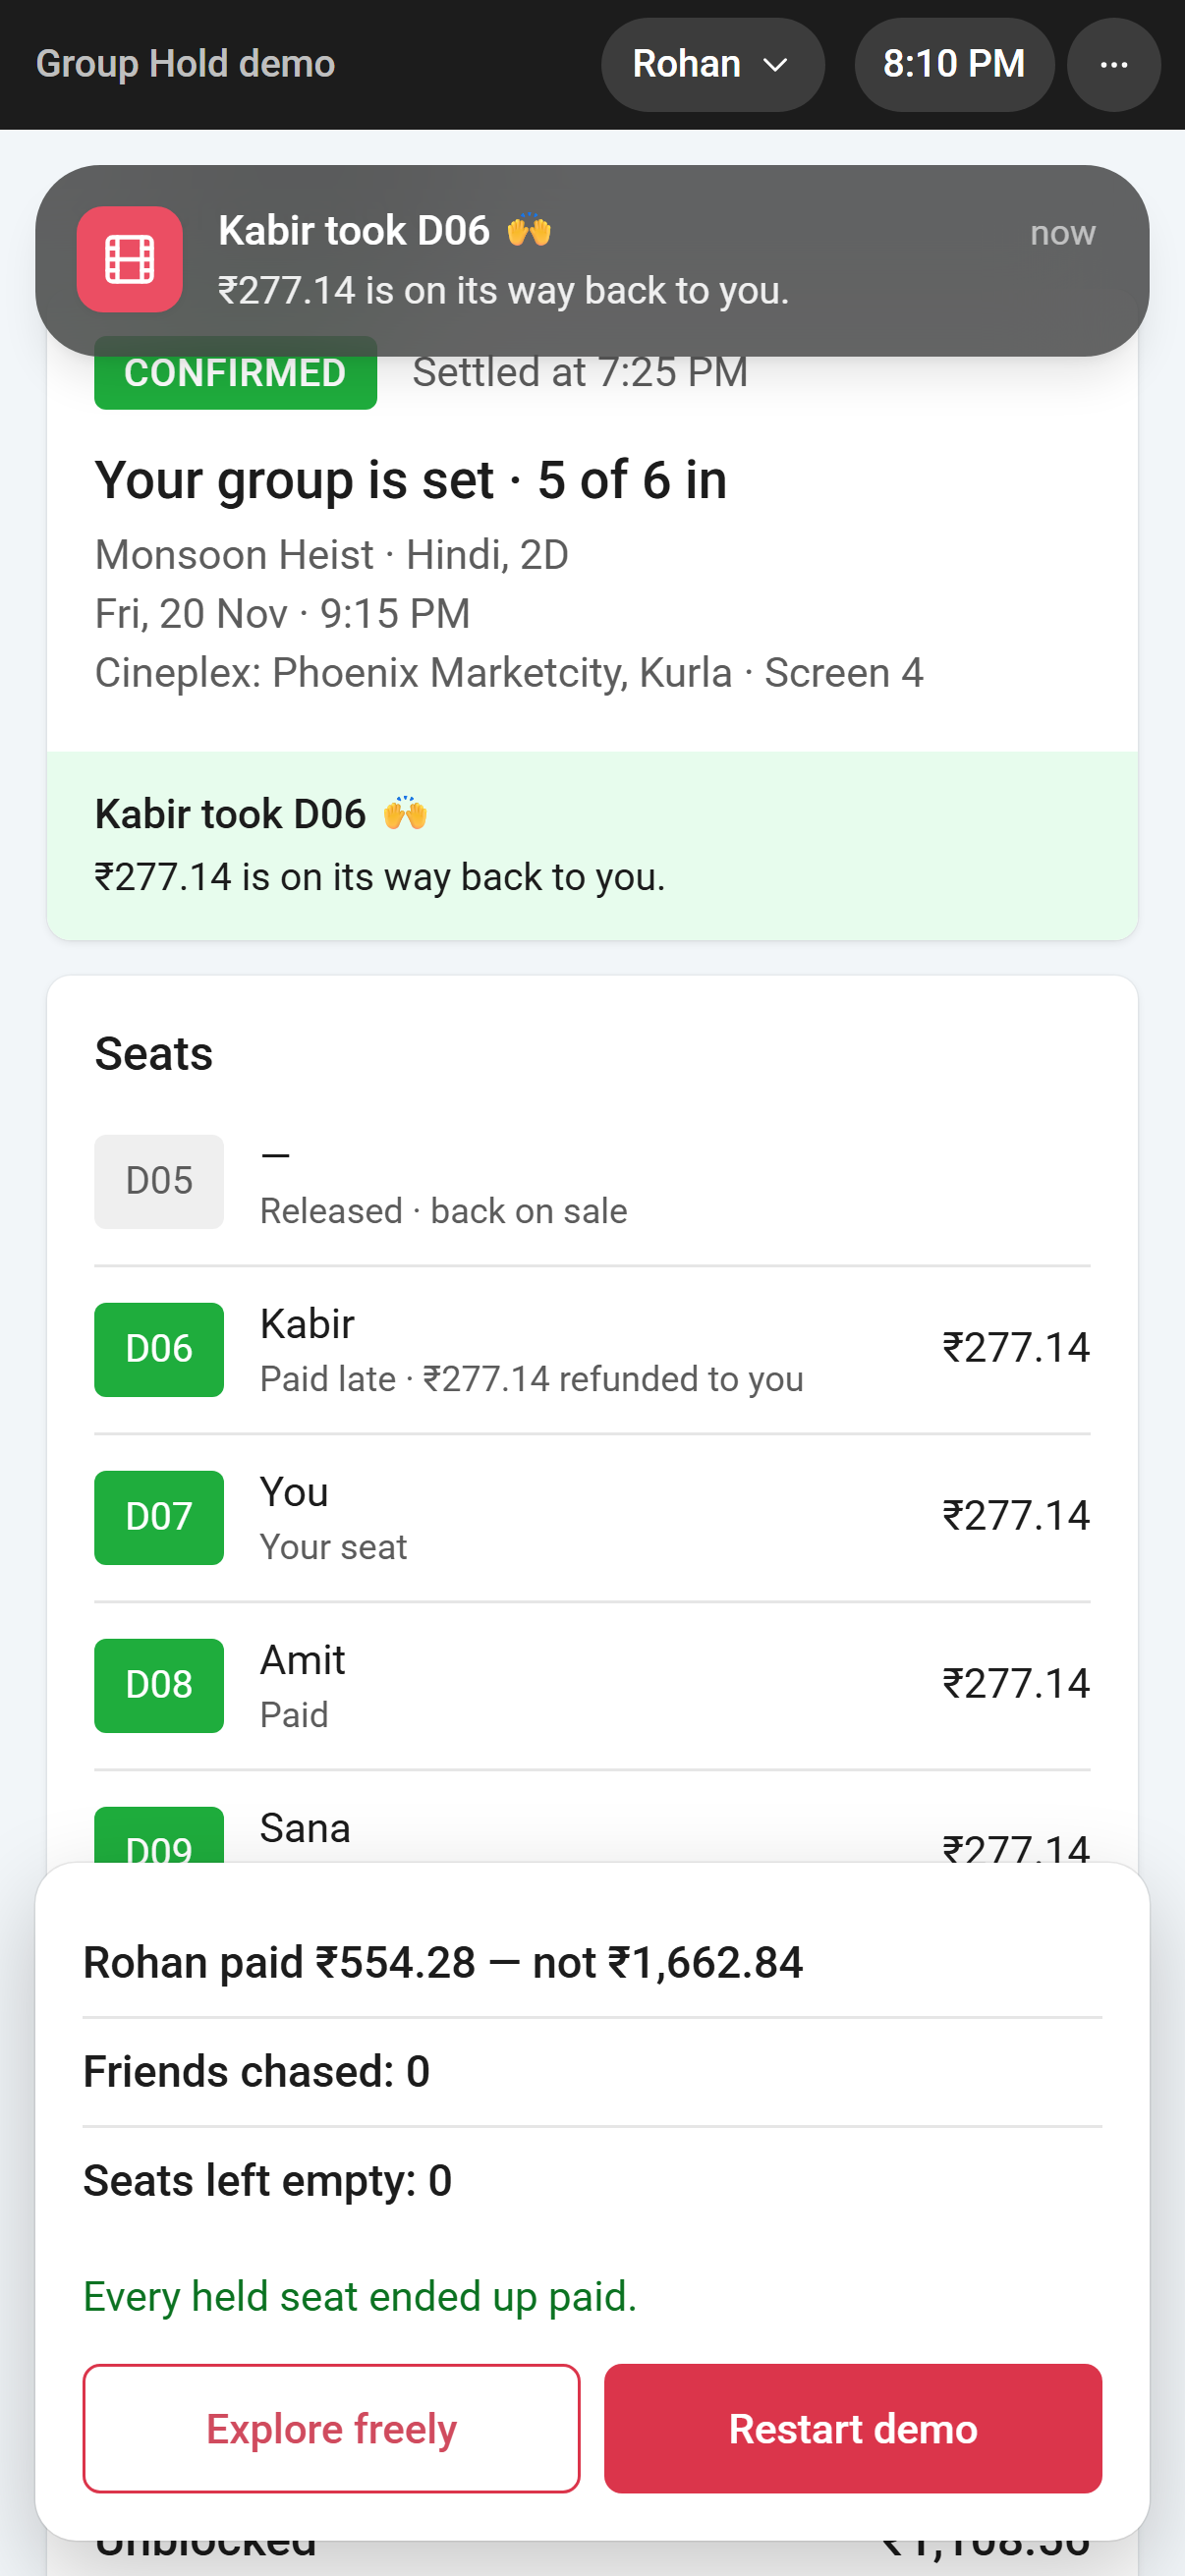 Group Hold demo
Rohan
8:10 PM
Kabir took D06 🙌
now
₹277.14 is on its way back to you.
CONFIRMED
Settled at 7:25 PM
Your group is set · 5 of 6 in
Monsoon Heist · Hindi, 2D
Fri, 20 Nov · 9:15 PM
Cineplex: Phoenix Marketcity, Kurla · Screen 4
Kabir took D06 🙌
₹277.14 is on its way back to you.
Seats
D05
—
Released · back on sale
D06
Kabir
Paid late · ₹277.14 refunded to you
₹277.14
D07
You
Your seat
₹277.14
D08
Amit
Paid
₹277.14
D09
Sana
₹277.14
Rohan paid ₹554.28 — not ₹1,662.84
Friends chased: 0
Seats left empty: 0
Every held seat ended up paid.
Explore freely
Restart demo
Unblocked
₹1,108.56